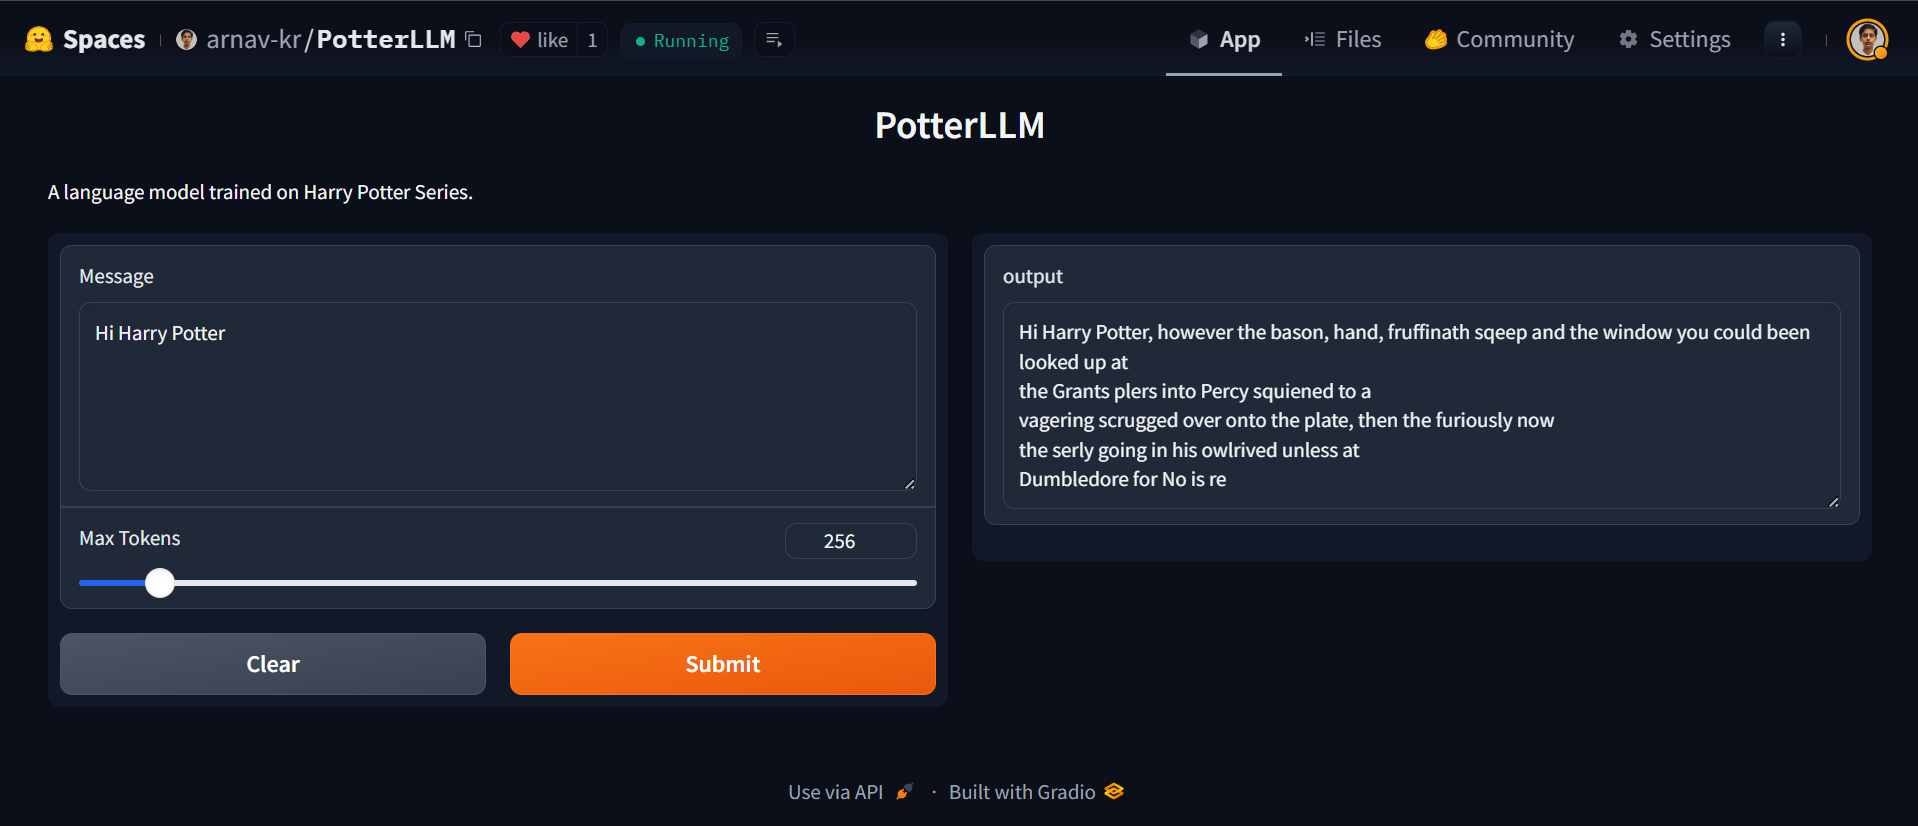 Spaces arnav-kr/PotterLLM like 1 Running App Files Community Settings
PotterLLM
A language model trained on Harry Potter Series.
Message
Hi Harry Potter
Max Tokens 256
Clear Submit
output
Hi Harry Potter, however the bason, hand, fruffinath sqeep and the window you could been
looked up at
the Grants plers into Percy squiened to a
vagering scrugged over onto the plate, then the furiously now
the serly going in his owlrived unless at
Dumbledore for No is re
Use via API · Built with Gradio